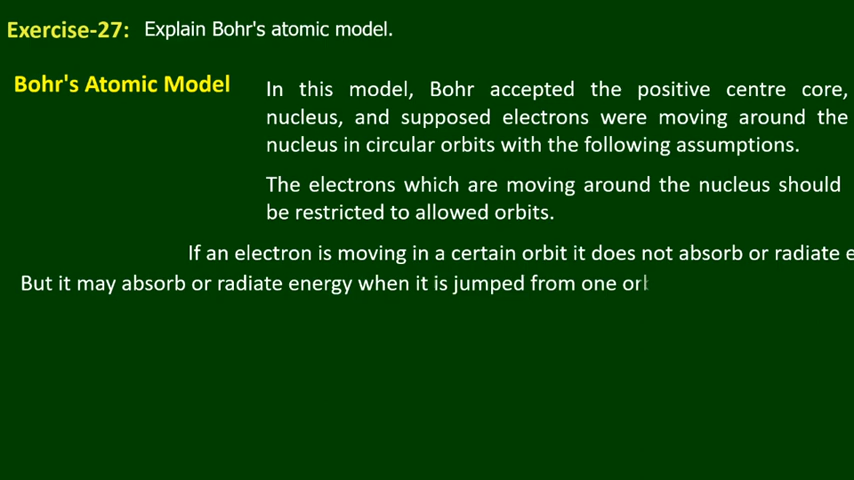 Exercise-27: Explain Bohr's atomic model.
Bohr's Atomic Model
In this model, Bohr accepted the positive centre core,
nucleus, and supposed electrons were moving around the
nucleus in circular orbits with the following assumptions.
The electrons which are moving around the nucleus should
be restricted to allowed orbits.
If an electron is moving in a certain orbit it does not absorb or radiate
But it may absorb or radiate energy when it is jumped from one